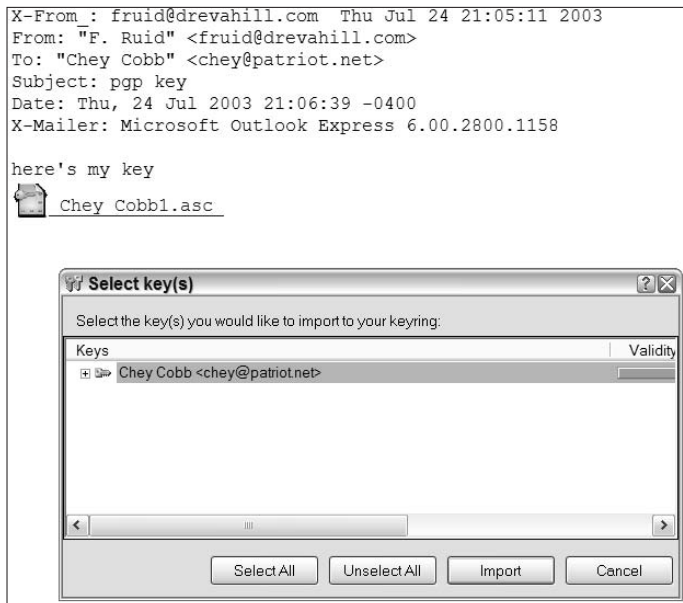 X-From_: fruid@drevahill.com  Thu Jul 24 21:05:11 2003
From: "F. Ruid" <fruid@drevahill.com>
To: "Chey Cobb" <chey@patriot.net>
Subject: pgp key
Date: Thu, 24 Jul 2003 21:06:39 -0400
X-Mailer: Microsoft Outlook Express 6.00.2800.1158
here's my key
Chey Cobb1.asc
Select key(s)
Select the key(s) you would like to import to your keyring:
Keys Validity
Chey Cobb <chey@patriot.net>
Select All Unselect All Import Cancel